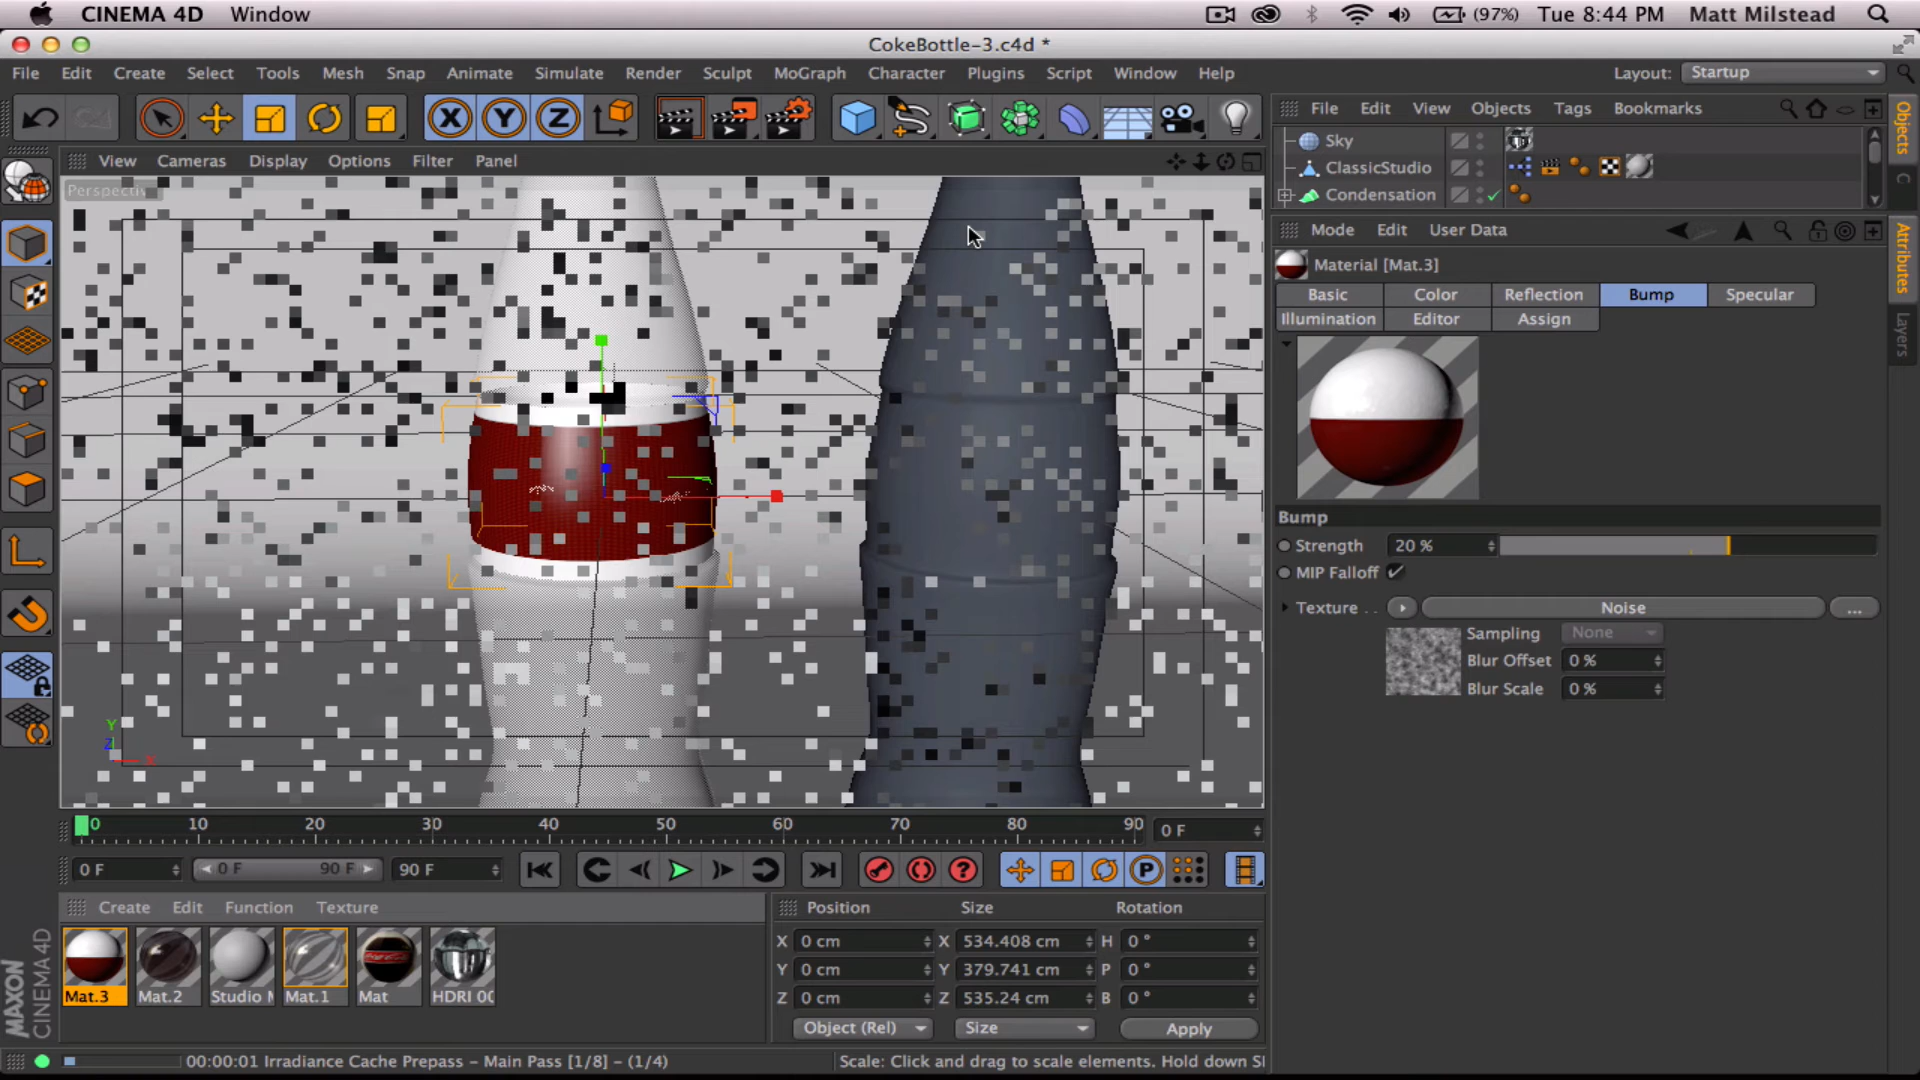 CINEMA 4D Window (97%) Tue 8:44 PM Matt Milstead
CokeBottle-3.c4d *
File Edit Create Select Tools Mesh Snap Animate Simulate Render Sculpt MoGraph Character Plugins Script Window Help Layout: Startup
X Y Z
File Edit View Objects Tags Bookmarks
Objects
Sky
ClassicStudio
Condensation
View Cameras Display Options Filter Panel
Perspectiv
Mode Edit User Data
Attributes
Layers
Material [Mat.3]
Basic Color Reflection Bump Specular
Illumination Editor Assign
Bump
Strength 20 %
MIP Falloff
Texture . . Noise ...
Sampling None
Blur Offset 0 %
Blur Scale 0 %
Y
Z
X
0 10 20 30 40 50 60 70 80 90 0 F
0 F 0 F 90 F 90 F ? P
Create Edit Function Texture
Position Size Rotation
X 0 cm X 534.408 cm H 0 °
Y 0 cm Y 379.741 cm P 0 °
Z 0 cm Z 535.24 cm B 0 °
Object (Rel) Size Apply
Mat.3 Mat.2 Studio M Mat.1 Mat HDRI 00
MAXON
CINEMA 4D
00:00:01 Irradiance Cache Prepass - Main Pass [1/8] - (1/4)
Scale: Click and drag to scale elements. Hold down SI